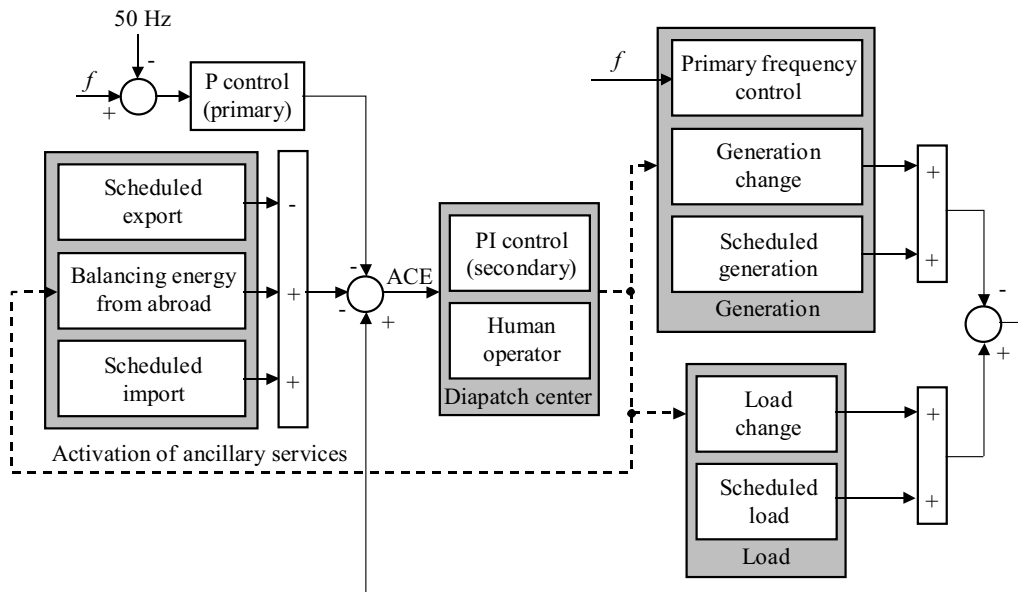 50 Hz
-
f
+
P control
(primary)
Scheduled
export
Balancing energy
from abroad
Scheduled
import
-
+
+
Activation of ancillary services
-
-
+
ACE
PI control
(secondary)
Human
operator
Diapatch center
f
Primary frequency
control
Generation
change
Scheduled
generation
Generation
+
+
-
+
Load
change
Scheduled
load
Load
+
+